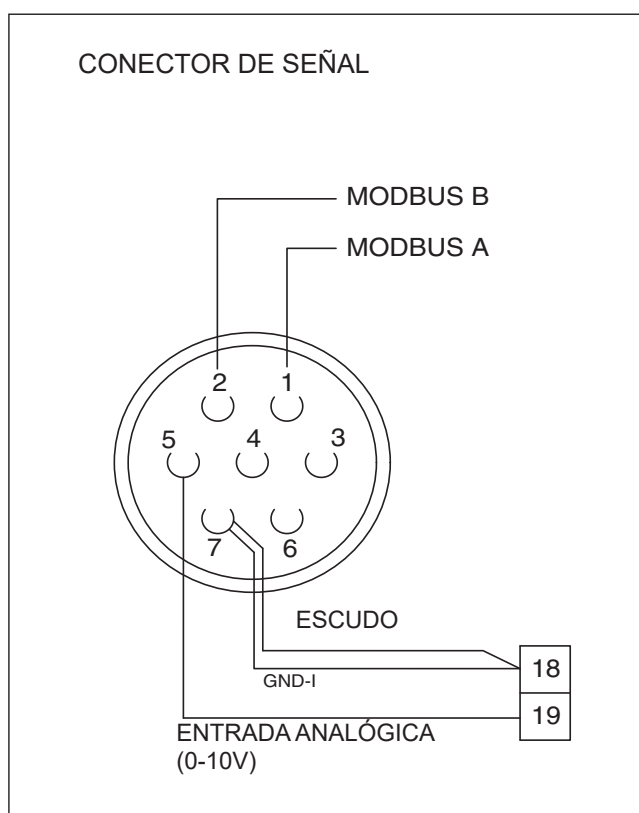 CONECTOR DE SEÑAL
MODBUS B
MODBUS A
2
1
5
4
3
7
6
ESCUDO
18
GND-I
19
ENTRADA ANALÓGICA
(0-10V)